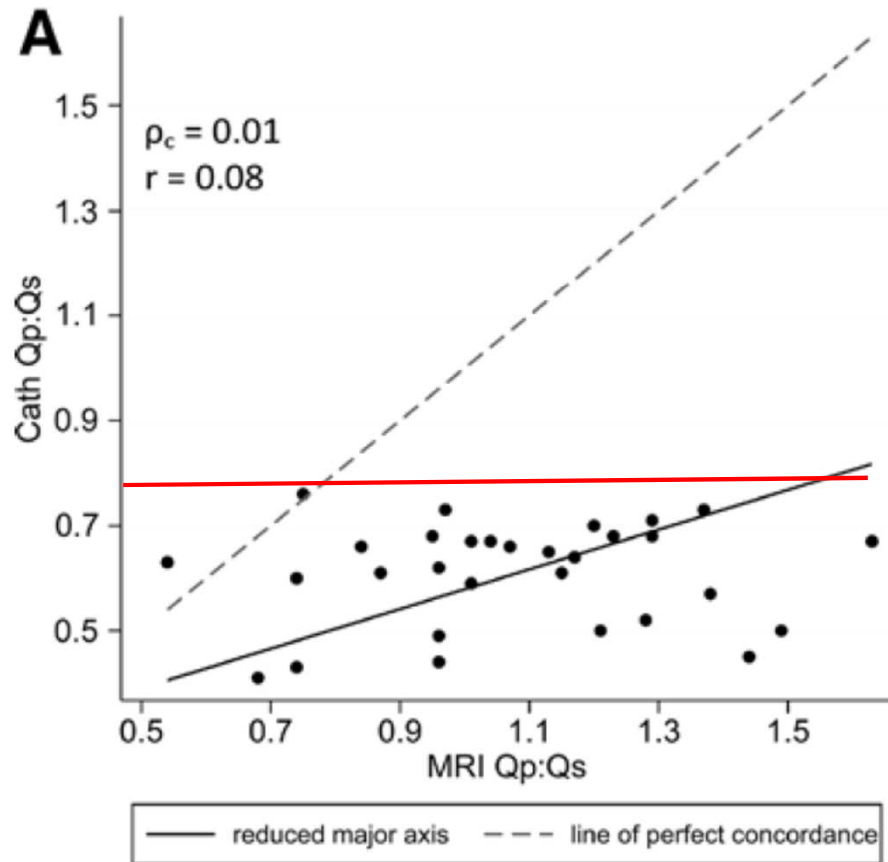 A
ρc = 0.01
r = 0.08
Cath Qp:Qs
1.5
1.3
1.1
0.9
0.7
0.5
0.5 0.7 0.9 1.1 1.3 1.5
MRI Qp:Qs
reduced major axis line of perfect concordance